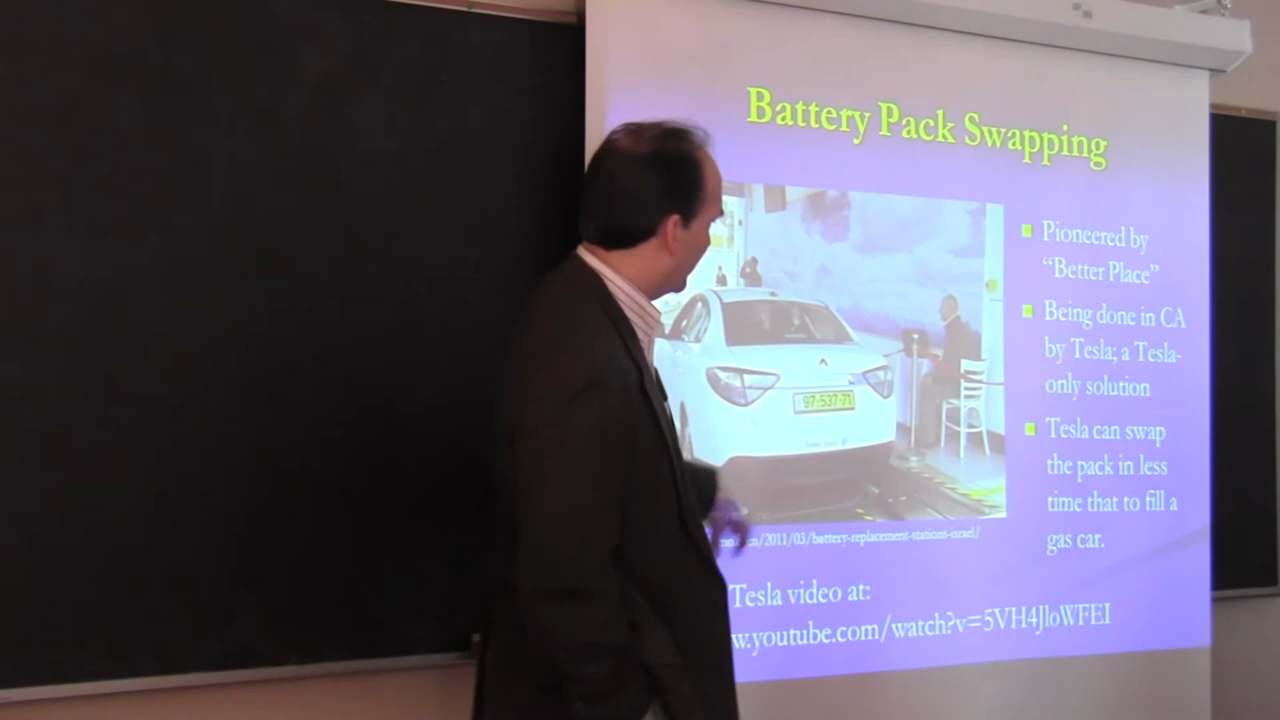 Battery Pack Swapping
Pioneered by
“Better Place”
Being done in CA
by Tesla; a Tesla-
only solution
Tesla can swap
the pack in less
time that to fill a
gas car.
97-537-71
better place
/2011/03/battery-replacement-stations-israel/
Tesla video at:
w.youtube.com/watch?v=5VH4JloWFEI